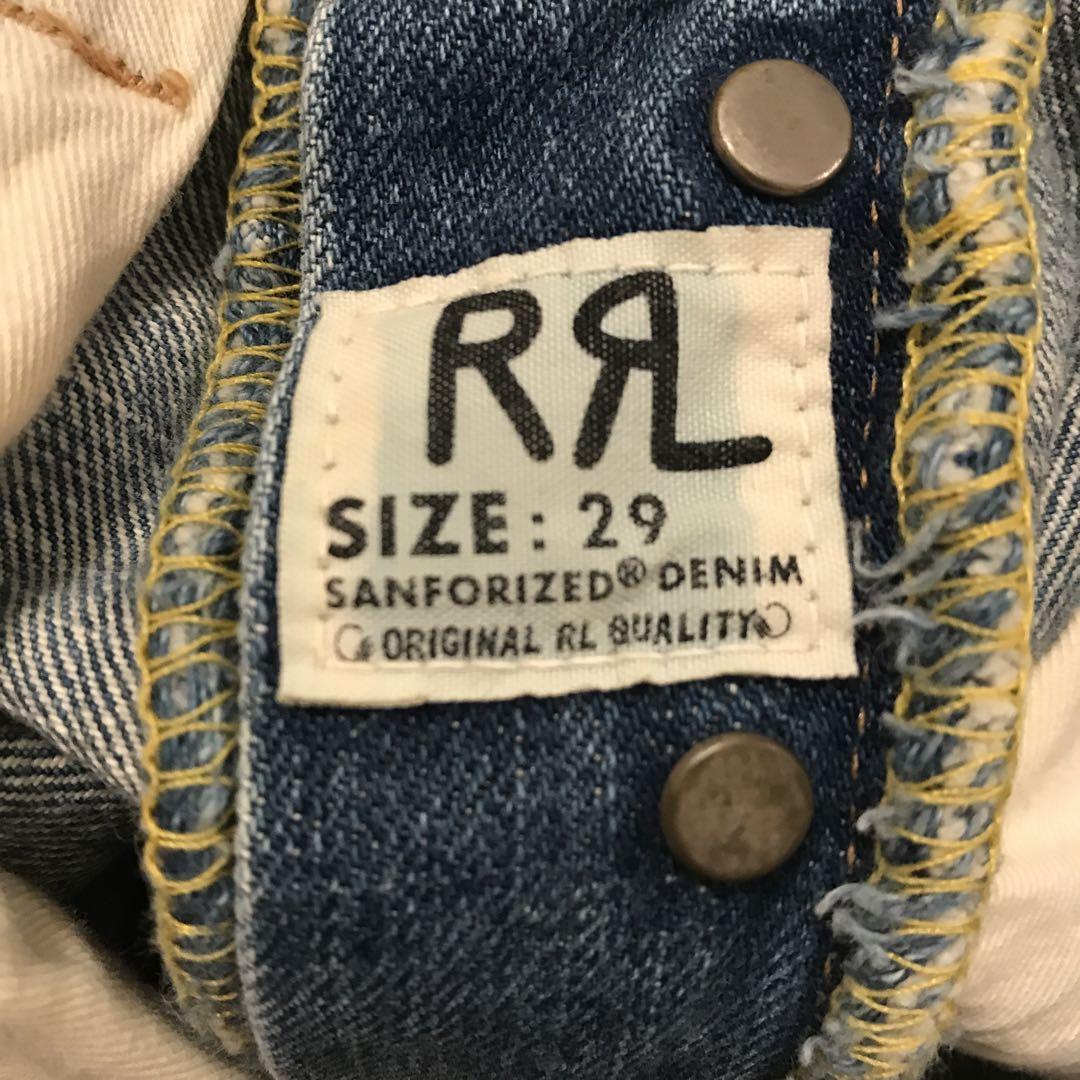 RRL
SIZE: 29
SANFORIZED® DENIM
ORIGINAL RL QUALITY